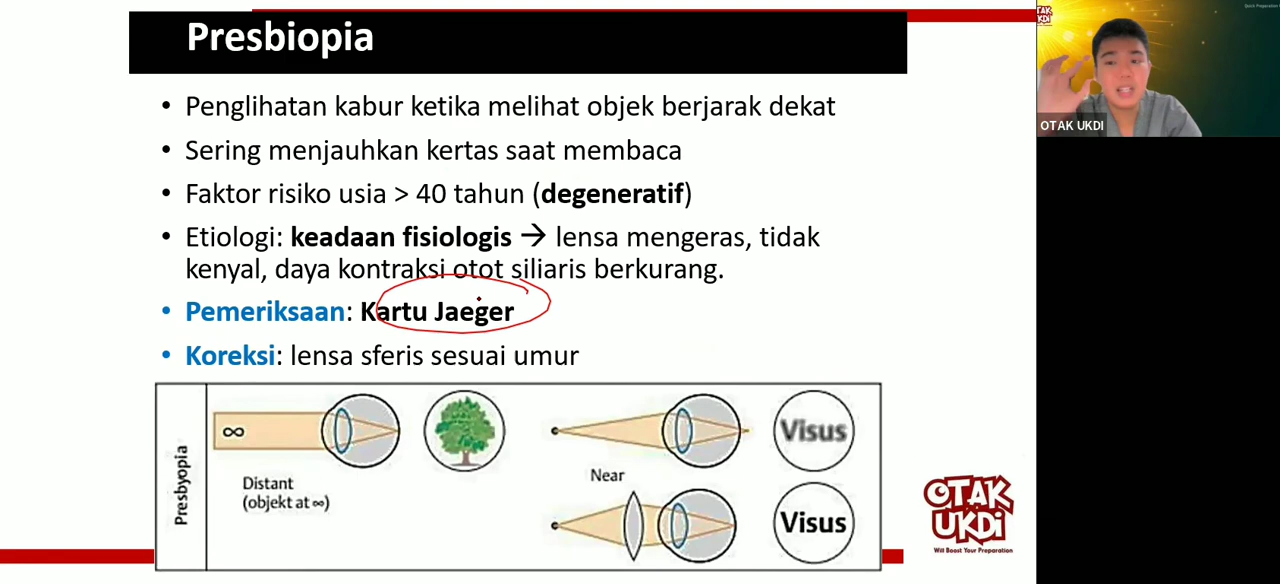 Presbiopia
• Penglihatan kabur ketika melihat objek berjarak dekat
• Sering menjauhkan kertas saat membaca
• Faktor risiko usia > 40 tahun (degeneratif)
• Etiologi: keadaan fisiologis → lensa mengeras, tidak
kenyal, daya kontraksi otot siliaris berkurang.
• Pemeriksaan: Kartu Jaeger
• Koreksi: lensa sferis sesuai umur
Presbyopia
∞
Distant
(objekt at ∞)
Near
Visus
Visus
OTAK
UKDI
Will Boost Your Preparation
OTAK
UKDI
OTAK UKDI